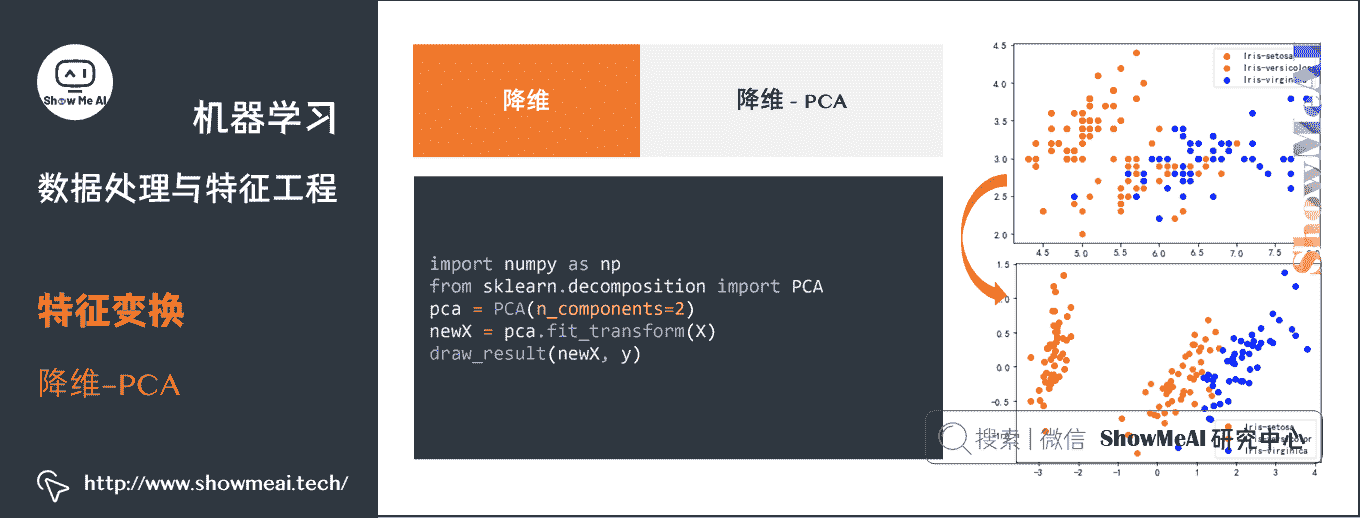 Show Me AI
机器学习
数据处理与特征工程
特征变换
降维-PCA
http://www.showmeai.tech/
降维
降维 - PCA
import numpy as np
from sklearn.decomposition import PCA
pca = PCA(n_components=2)
newX = pca.fit_transform(X)
draw_result(newX, y)
4.5
4.0
3.5
3.0
2.5
2.0
Iris-setosa
Iris-versicolor
Iris-virginica
4.5 5.0 5.5 6.0 6.5 7.0 7.5
ShowMeAI
1.5
0.5
0.0
-0.5
Iris-setosa
Iris-versicolor
Iris-virginica
-3 -2 -1 0 1 2 3 4
搜索 | 微信 ShowMeAI 研究中心